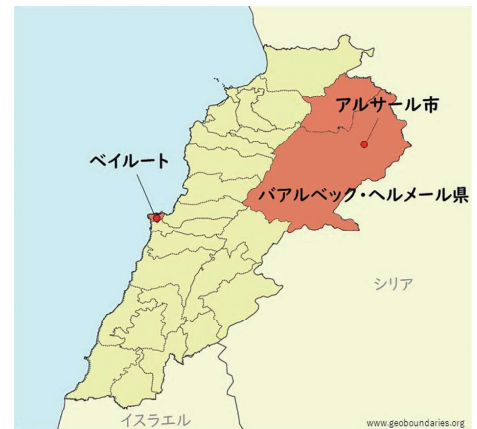 アルサール市
ベイルート
バアルベック・ヘルメール県
シリア
イスラエル
www.geoboundaries.org